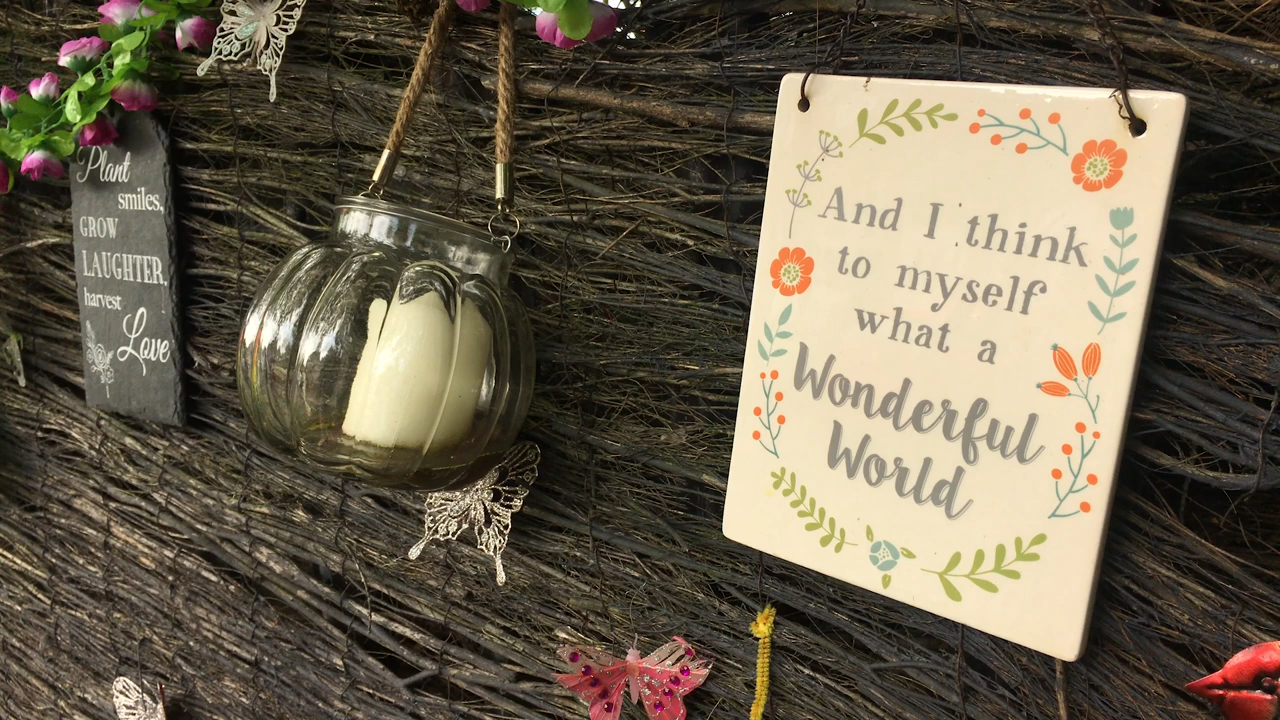 Plant
smiles,
GROW
LAUGHTER,
harvest
Love
And I think
to myself
what a
Wonderful
World